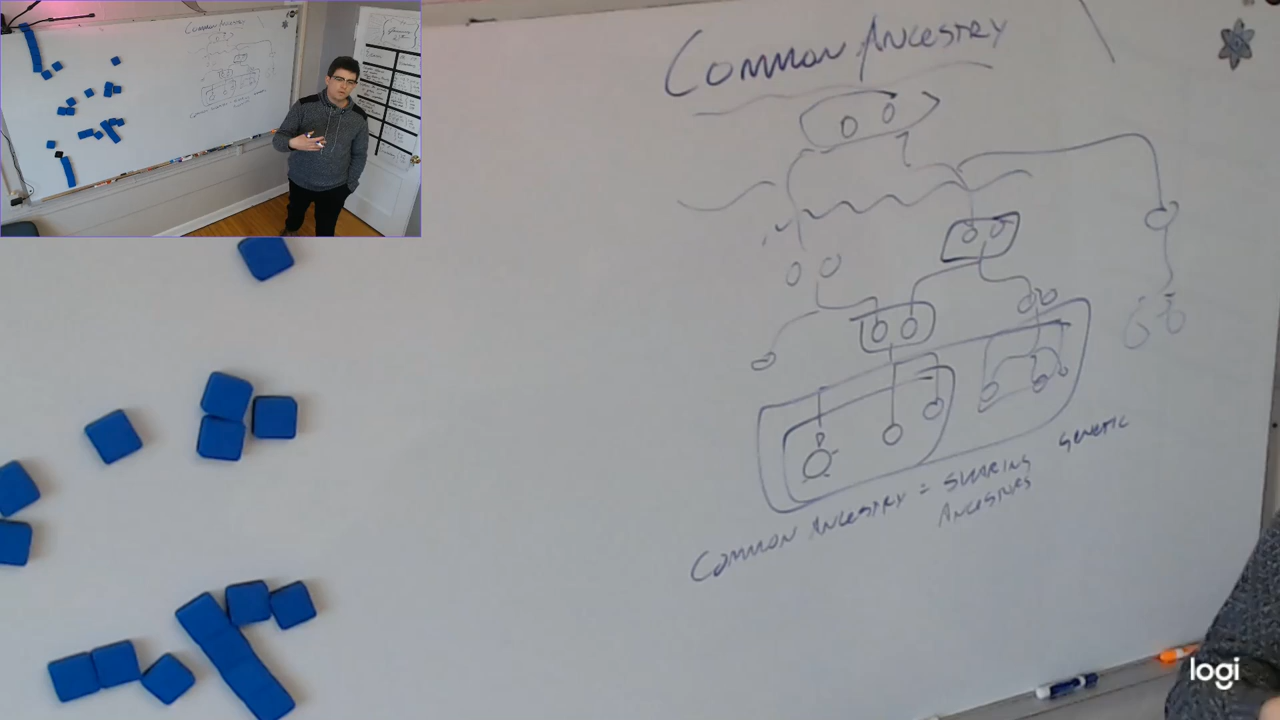 Common Ancestry
Common Ancestry = Sharing Genetic
Ancestors
logi